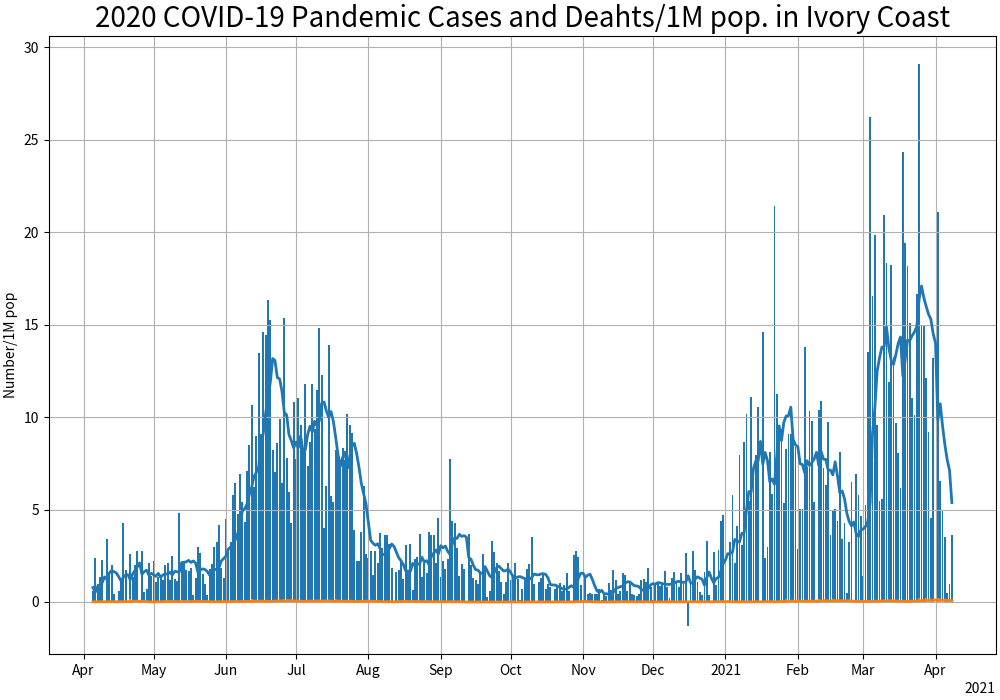 2020 COVID-19 Pandemic Cases and Deahts/1M pop. in Ivory Coast
Number/1M pop
30
25
20
15
10
5
0
Apr May Jun Jul Aug Sep Oct Nov Dec 2021 Feb Mar Apr
2021